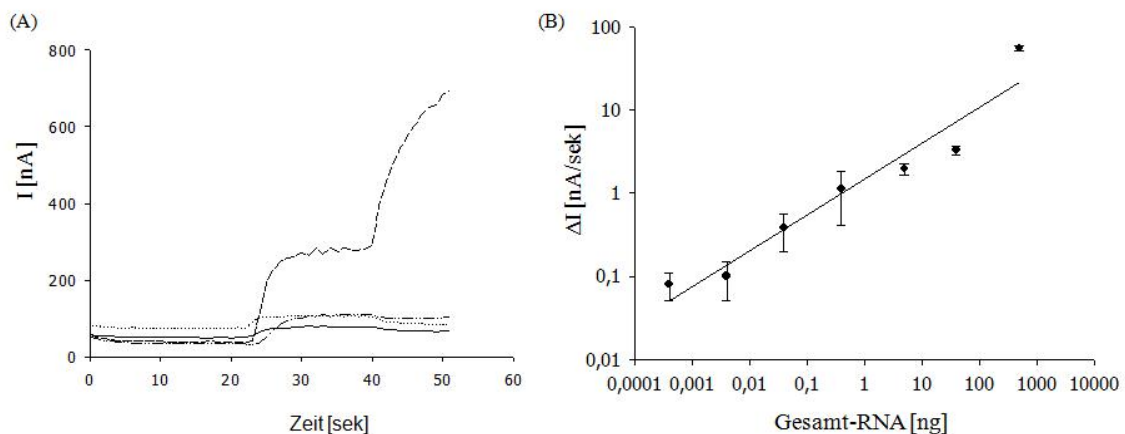 (A)
800
600
400
200
0
I [nA]
0 10 20 30 40 50 60
Zeit [sek]
(B)
100
10
1
0,1
0,01
ΔI [nA/sek]
0,0001 0,001 0,01 0,1 1 10 100 1000 10000
Gesamt-RNA [ng]